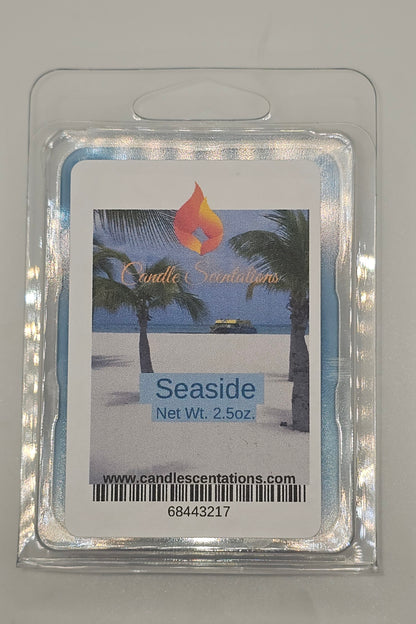 Candle Scentations
Seaside
Net Wt. 2.5oz.
www.candlescentations.com
68443217